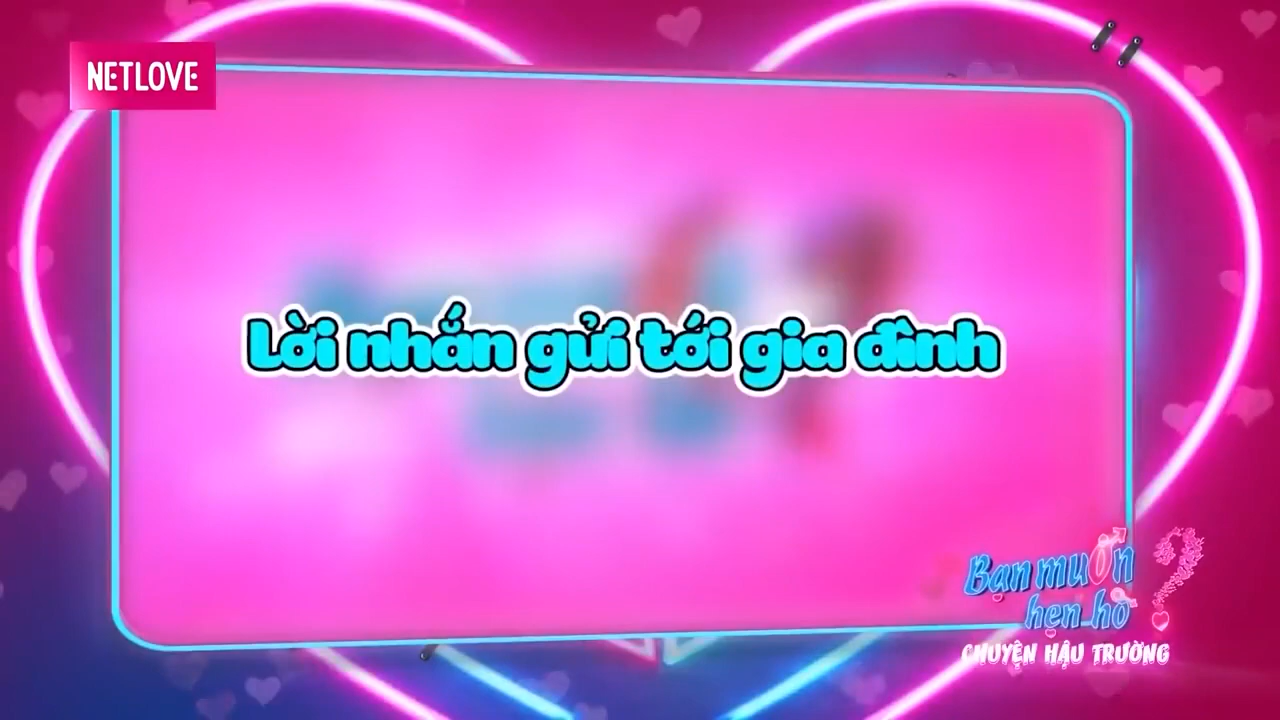 NETLOVE
Lời nhắn gửi tới gia đình
Bạn muốn
hẹn hò ?
CHUYỆN HẬU TRƯỜNG